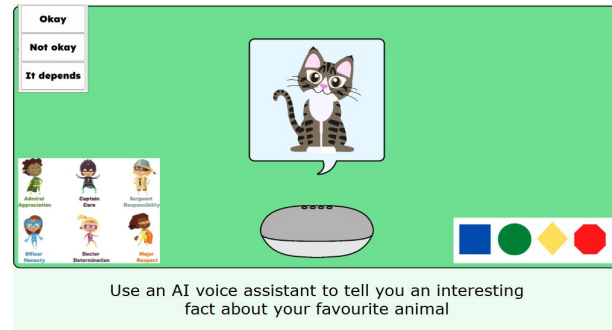 Okay
Not okay
It depends
Admiral
Appreciation
Captain
Care
Sergeant
Responsibility
Officer
Honesty
Doctor
Determination
Major
Respect
Use an AI voice assistant to tell you an interesting
fact about your favourite animal